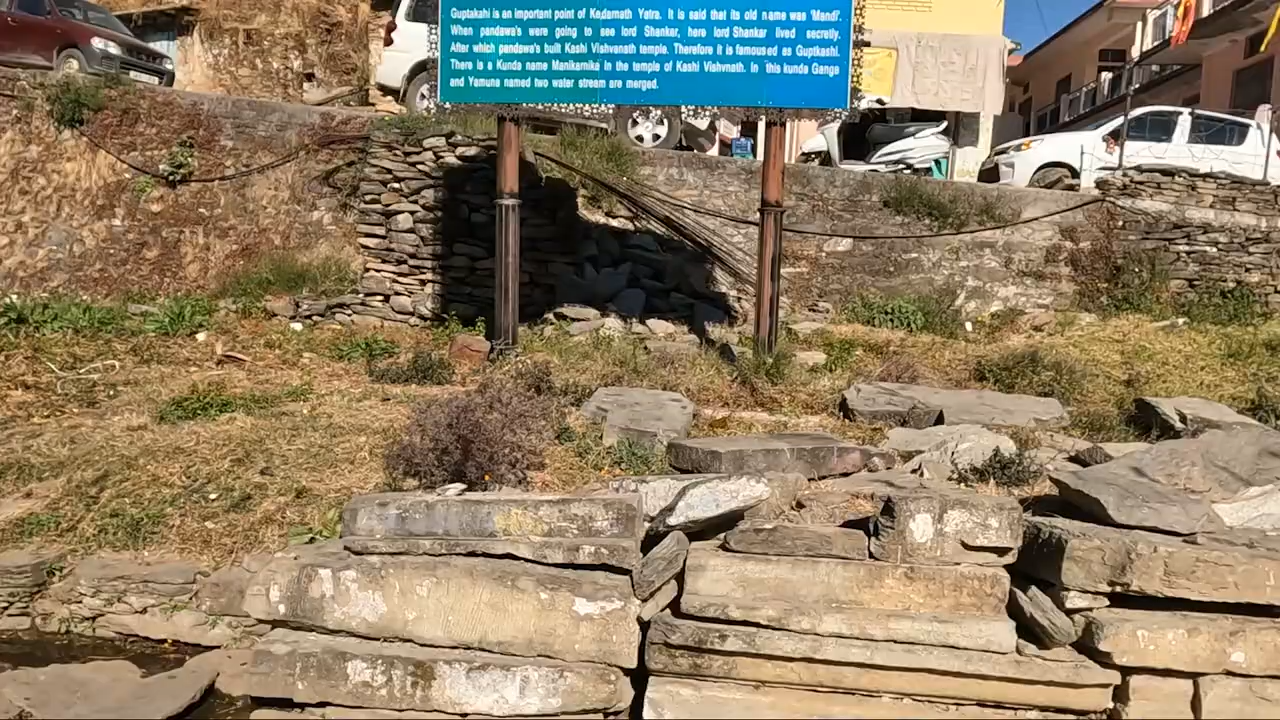 Guptakahi is an important point of Kedarnath Yatra. It is said that its old name was 'Mandi'.
When pandawa's were going to see lord Shankar, here lord Shankar lived secretly.
After which pandawa's built Kashi Vishvanath temple. Therefore it is famoused as Guptkashi.
There is a Kunda name Manikarnika in the temple of Kashi Vishvnath. In this kunda Ganga
and Yamuna named two water stream are merged.